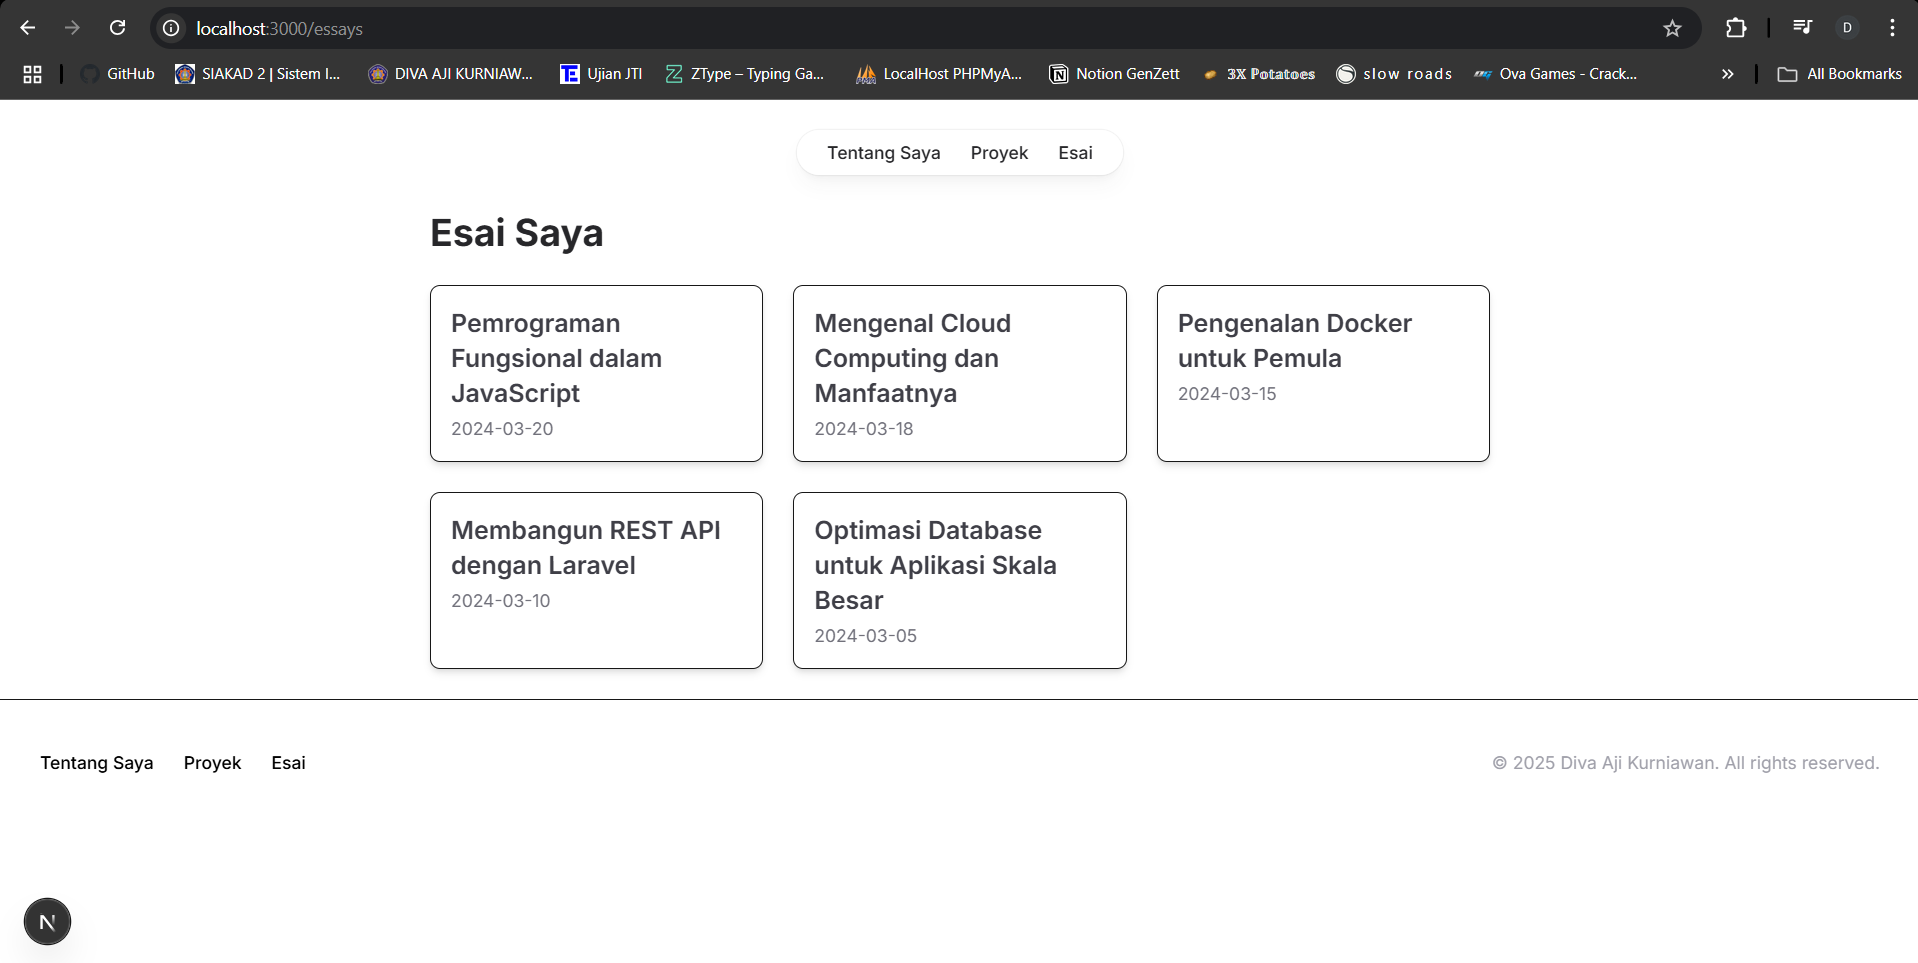 localhost:3000/essays
D
GitHub
SIAKAD 2 | Sistem I...
DIVA AJI KURNIAW...
Ujian JTI
ZType – Typing Ga...
LocalHost PHPMyA...
Notion GenZett
3X Potatoes
slow roads
Ova Games - Crack...
All Bookmarks
Tentang Saya
Proyek
Esai
Esai Saya
Pemrograman
Fungsional dalam
JavaScript
2024-03-20
Mengenal Cloud
Computing dan
Manfaatnya
2024-03-18
Pengenalan Docker
untuk Pemula
2024-03-15
Membangun REST API
dengan Laravel
2024-03-10
Optimasi Database
untuk Aplikasi Skala
Besar
2024-03-05
Tentang Saya
Proyek
Esai
© 2025 Diva Aji Kurniawan. All rights reserved.
N